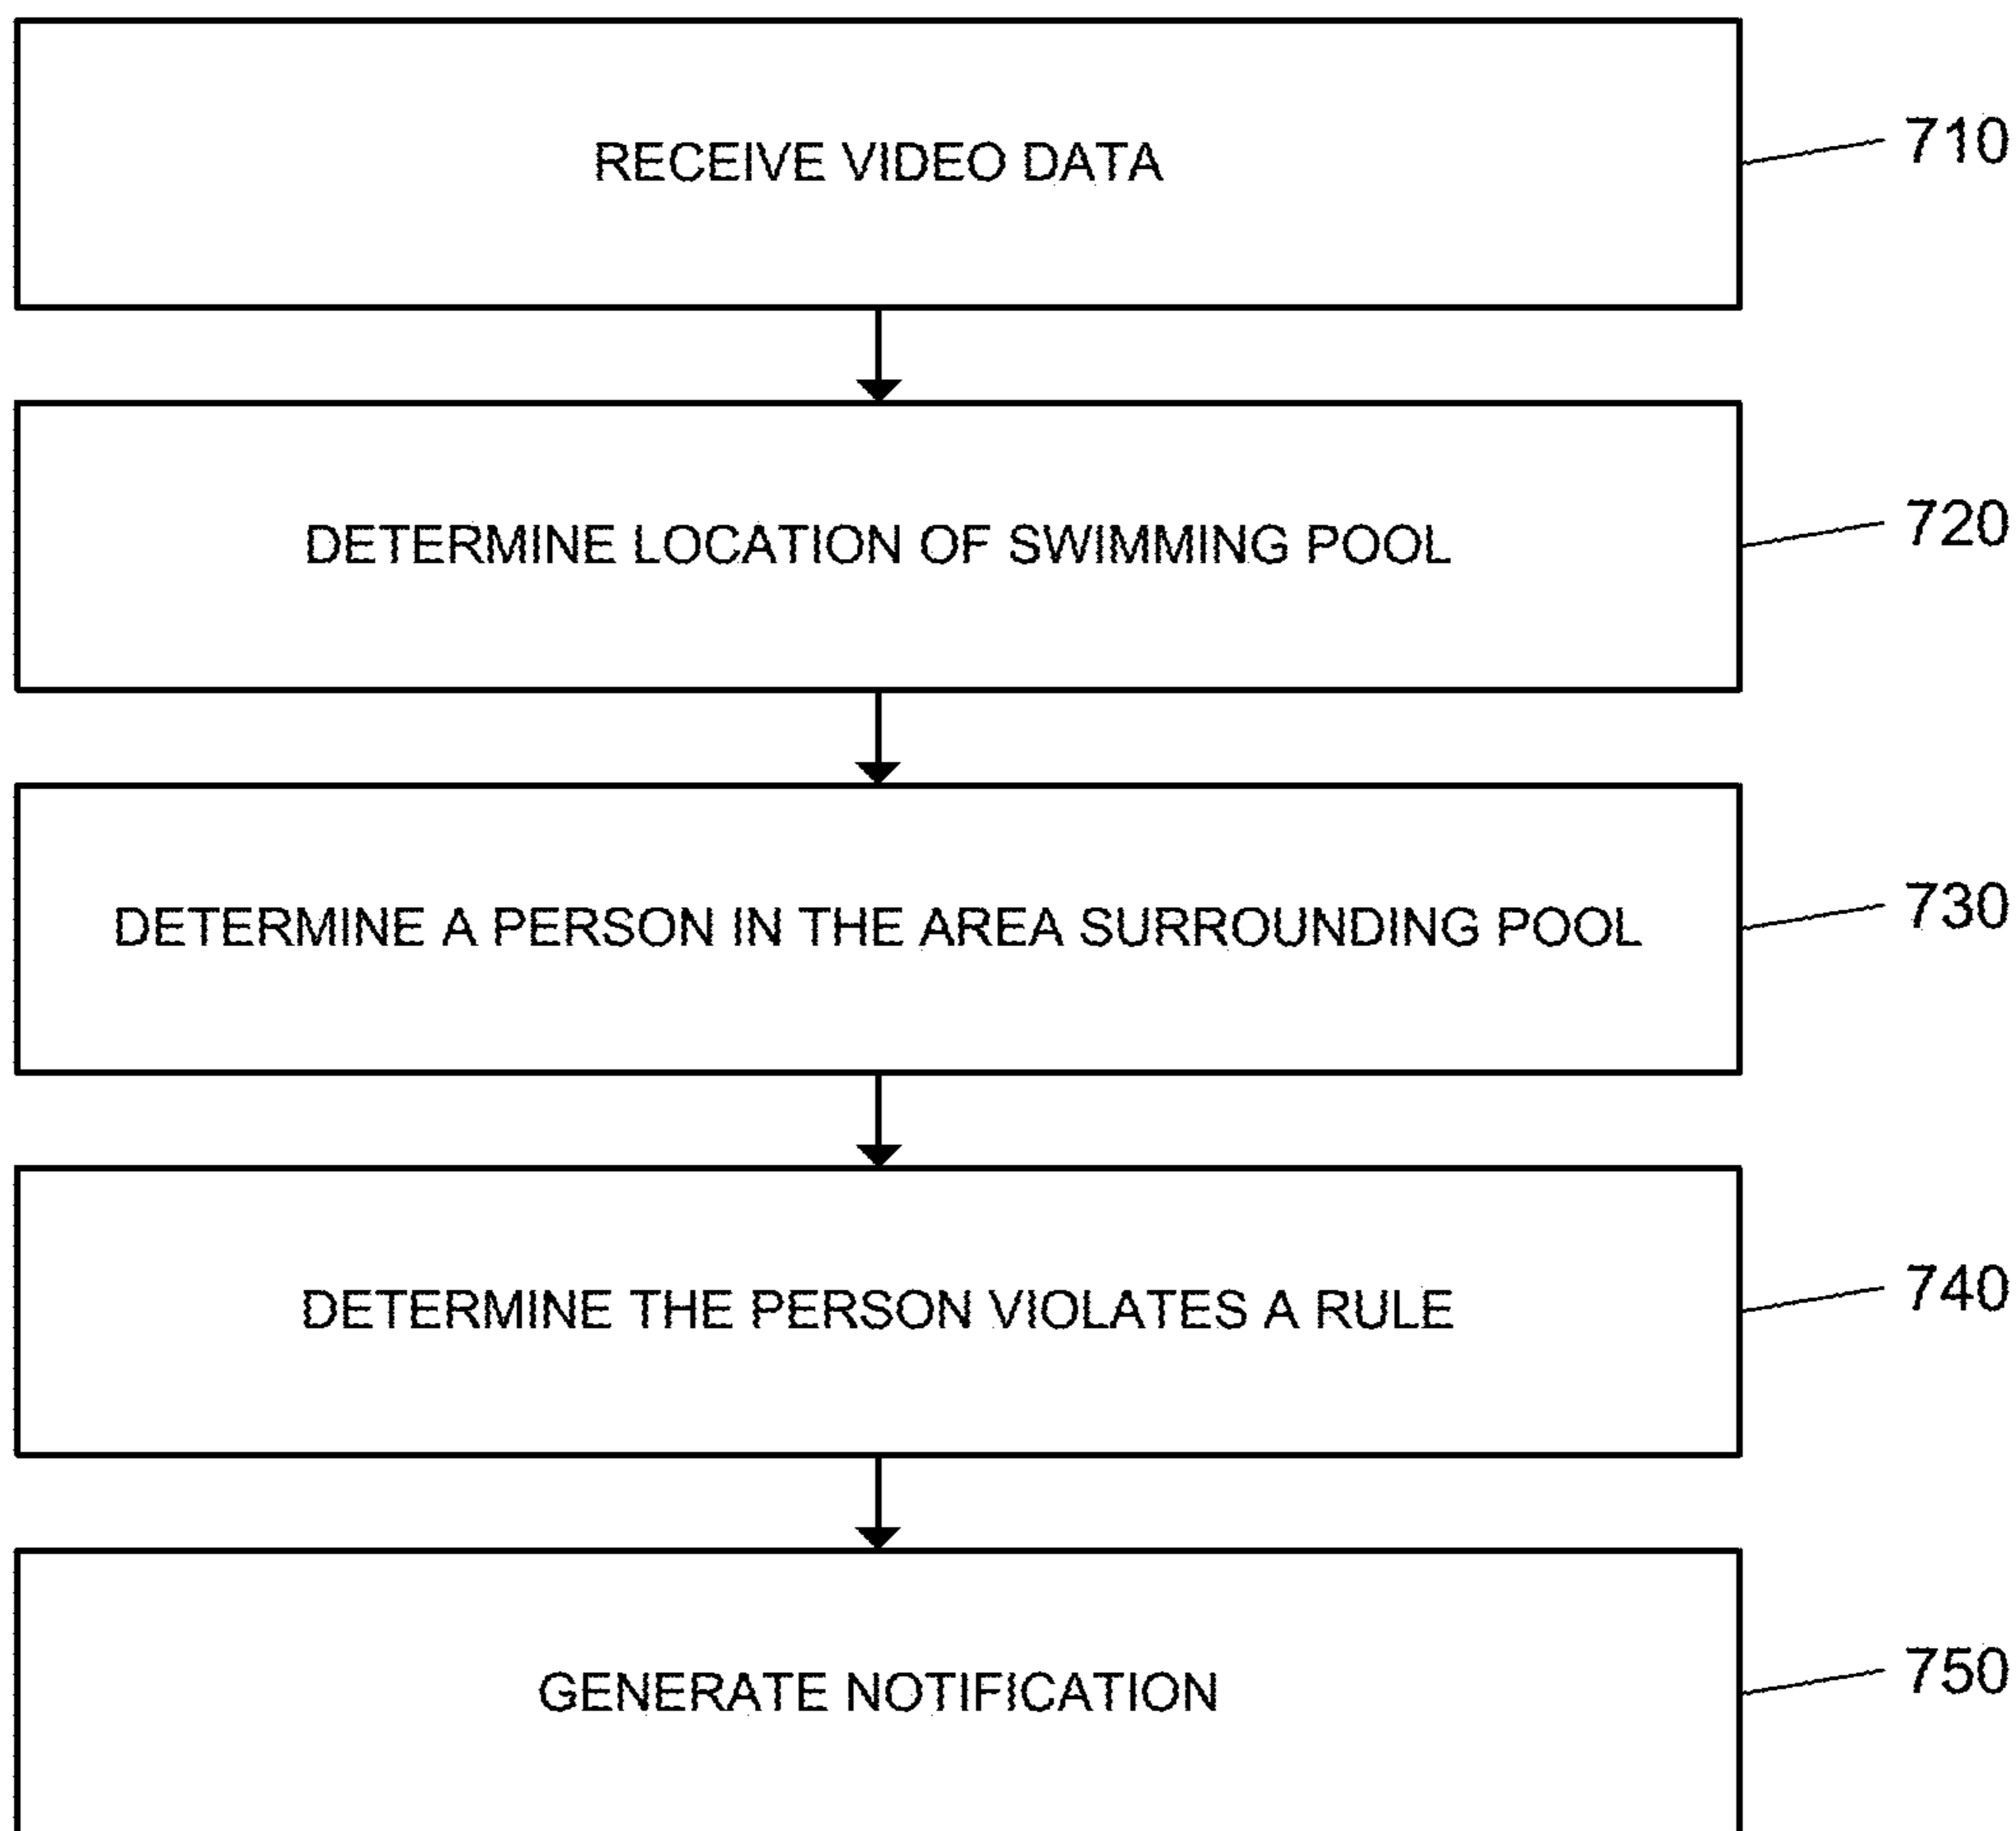 RECEIVE VIDEO DATA
710
DETERMINE LOCATION OF SWIMMING POOL
720
DETERMINE A PERSON IN THE AREA SURROUNDING POOL
730
DETERMINE THE PERSON VIOLATES A RULE
740
GENERATE NOTIFICATION
750